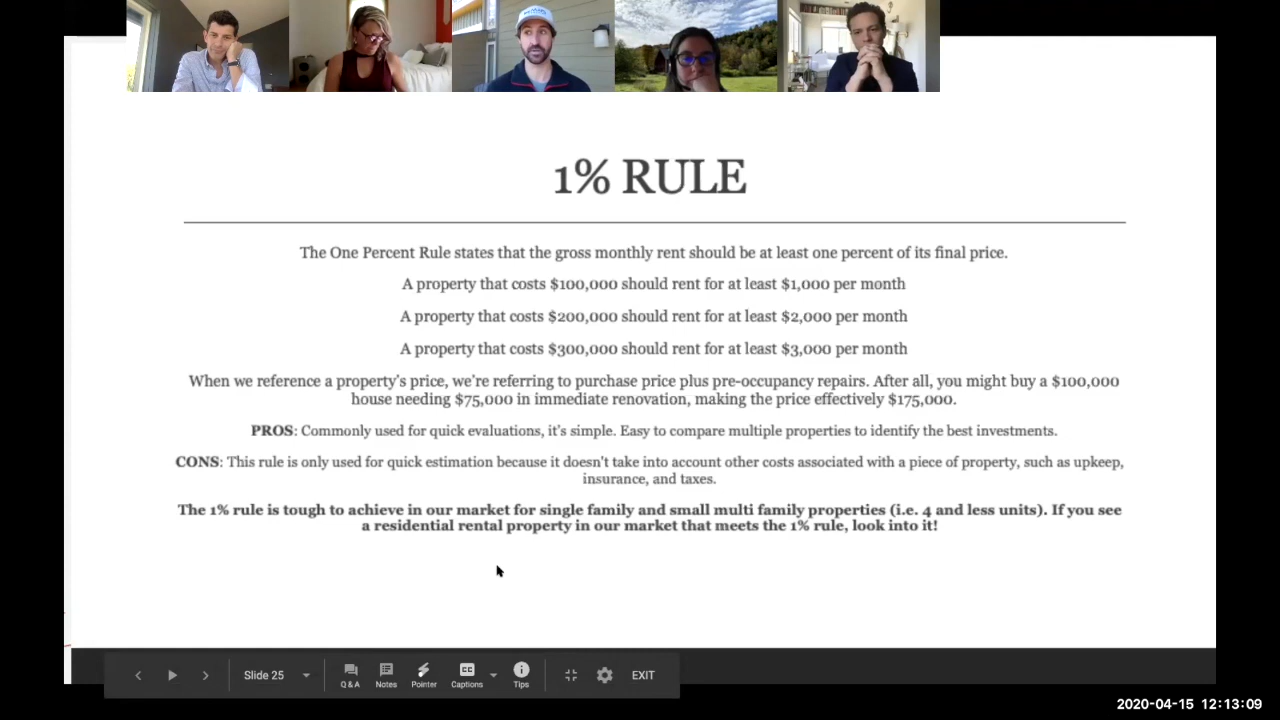 1% RULE
The One Percent Rule states that the gross monthly rent should be at least one percent of its final price.
A property that costs $100,000 should rent for at least $1,000 per month
A property that costs $200,000 should rent for at least $2,000 per month
A property that costs $300,000 should rent for at least $3,000 per month
When we reference a property's price, we're referring to purchase price plus pre-occupancy repairs. After all, you might buy a $100,000
house needing $75,000 in immediate renovation, making the price effectively $175,000.
PROS: Commonly used for quick evaluations, it's simple. Easy to compare multiple properties to identify the best investments.
CONS: This rule is only used for quick estimation because it doesn't take into account other costs associated with a piece of property, such as upkeep,
insurance, and taxes.
The 1% rule is tough to achieve in our market for single family and small multi family properties (i.e. 4 and less units). If you see
a residential rental property in our market that meets the 1% rule, look into it!
Slide 25
Q & A
Notes
Pointer
CC
Captions
Tips
EXIT
2020-04-15 12:13:09